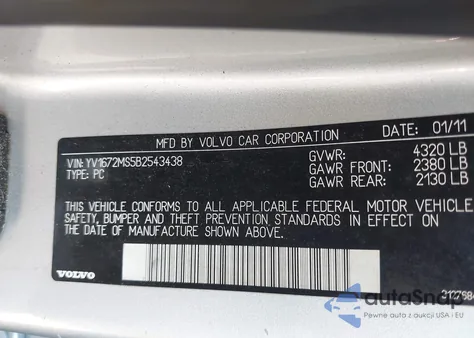 MFD BY VOLVO CAR CORPORATION DATE: 01/11
VIN: YV1672MS5B2543438 GVWR: 4320 LB
TYPE: PC GAWR FRONT: 2380 LB
GAWR REAR: 2130 LB
THIS VEHICLE CONFORMS TO ALL APPLICABLE FEDERAL MOTOR VEHICLE
SAFETY, BUMPER AND THEFT PREVENTION STANDARDS IN EFFECT ON
THE DATE OF MANUFACTURE SHOWN ABOVE.
VOLVO
autoSnap
Pewne auta z USA i EU